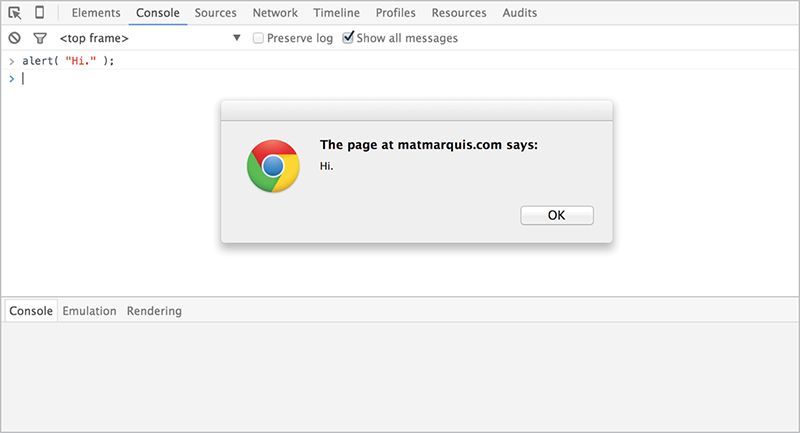 Elements Console Sources Network Timeline Profiles Resources Audits
<top frame> Preserve log Show all messages
> alert( "Hi." );
>
The page at matmarquis.com says:
Hi.
OK
Console Emulation Rendering